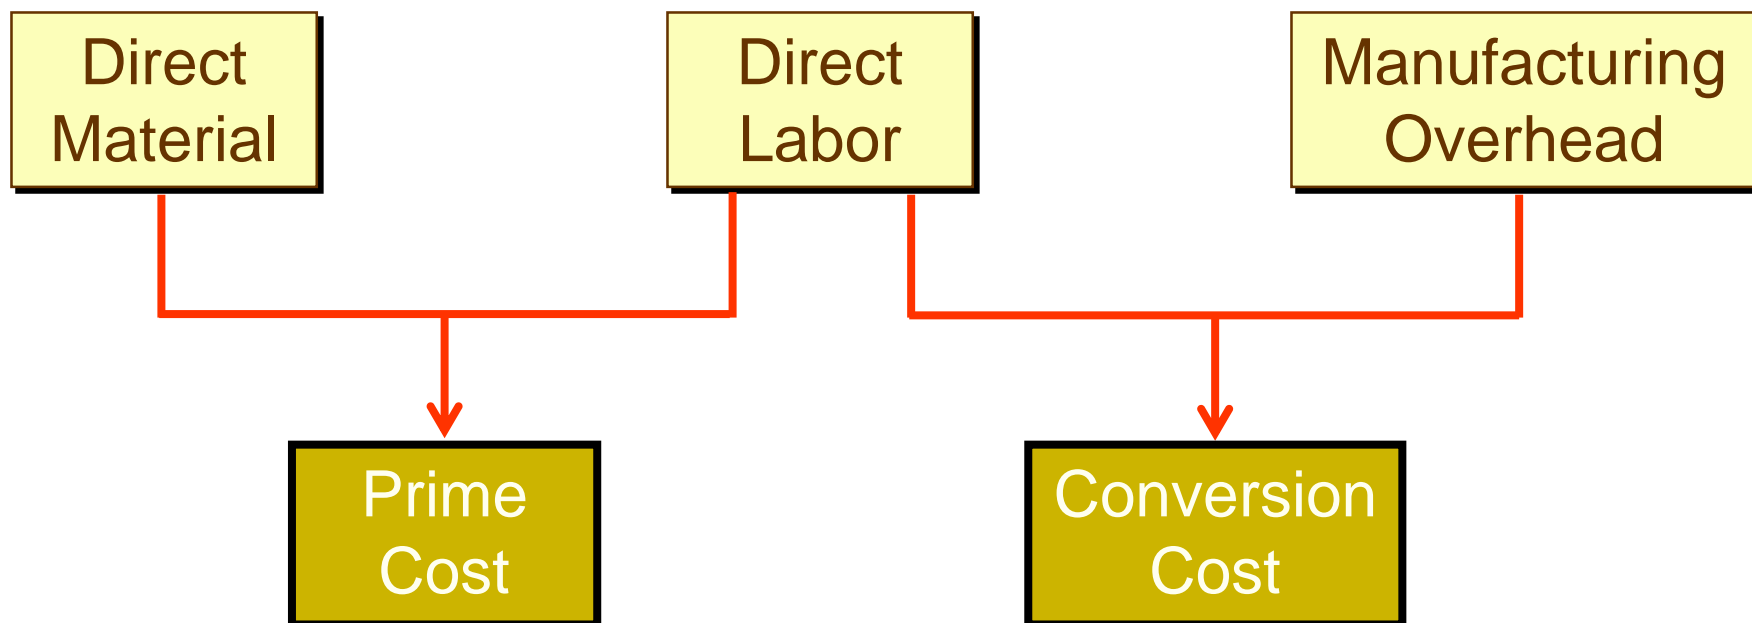 Direct
Material
Direct
Labor
Manufacturing
Overhead
Prime
Cost
Conversion
Cost